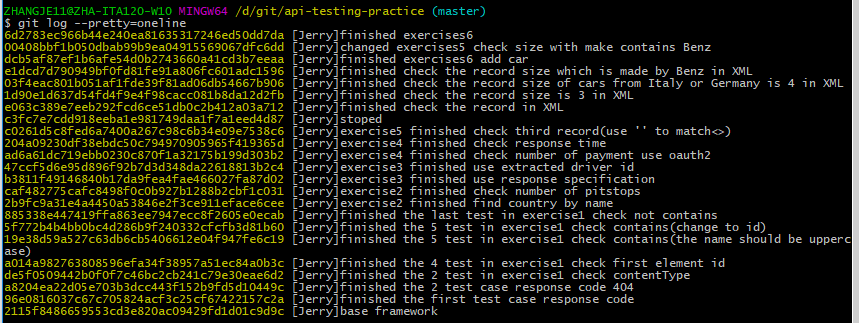 ZHANGJE11@ZHA-ITA120-W10 MINGW64 /d/git/api-testing-practice (master)
$ git log --pretty=oneline
6d2783ec966b44e240ea81635317246ed50dd7da [Jerry]finished exercises6
00408bbf1b050dbab99b9ea04915569067dfc6dd [Jerry]changed exercises5 check size with make contains Benz
dcb5af87ef1b6afe54d0b2743660a41cd3b7eeaa [Jerry]finished exercises6 add car
e1dcd7d790949bf0fd81fe91a806fc601adc1596 [Jerry]finished check the record size which is made by Benz in XML
03f4eac801b051af1fde39f81ad06db54667b906 [Jerry]finished check the record size of cars from Italy or Germany is 4 in XML
1d90e1d637d54fd4f9e4f98cacc081b8da12d2fb [Jerry]finished check the record size is 3 in XML
e063c389e7eeb292fcd6ce51db0c2b412a03a712 [Jerry]finished check the record in XML
c3fc7e7cdd918eeba1e981749daa1f7a1eed4d87 [Jerry]stoped
c0261d5c8fed6a7400a267c98c6b34e09e7538c6 [Jerry]exercise5 finished check third record(use '' to match<>)
204a09230df38ebdc50c794970905965f419365d [Jerry]exercise4 finished check response time
ad6a61dc719ebb0230c870f1a32175b199d303b2 [Jerry]exercise4 finished check number of payment use oauth2
47ccf5d6e95d896f92b7d3d348da22618813b2c4 [Jerry]exercise3 finished use extracted driver id
b3811f49146840b17da9fea4fae466027fa87d02 [Jerry]exercise3 finished use response specification
caf482775cafc8498f0c0b927b1288b2cbf1c031 [Jerry]exercise2 finished check number of pitstops
2b9fc9a31e4a4450a53846e2f3ce911eface6cee [Jerry]exercise2 finished find country by name
885338e447419ffa863ee7947ecc8f2605e0ecab [Jerry]finished the last test in exercise1 check not contains
5f772b4b4bb0bc4d286b9f240332cfcfb3d81b60 [Jerry]finished the 5 test in exercise1 check contains(change to id)
19e38d59a527c63db6cb5406612e04f947fe6c19 [Jerry]finished the 5 test in exercise1 check contains(the name should be upperc
ase)
a014a982763808596efa34f38957a51ec84a0b3c [Jerry]finished the 4 test in exercise1 check first element id
de5f0509442b0f0f7c46bc2cb241c79e30eae6d2 [Jerry]finished the 2 test in exercise1 check contentType
a8204ea22d05e703b3dcc443f152b9fd5d10449c [Jerry]finished the 2 test case response code 404
96e0816037c67c705824acf3c25cf67422157c2a [Jerry]finished the first test case response code
2115f8486659553cd3e820ac09429fd1d01c9d9c [Jerry]base framework